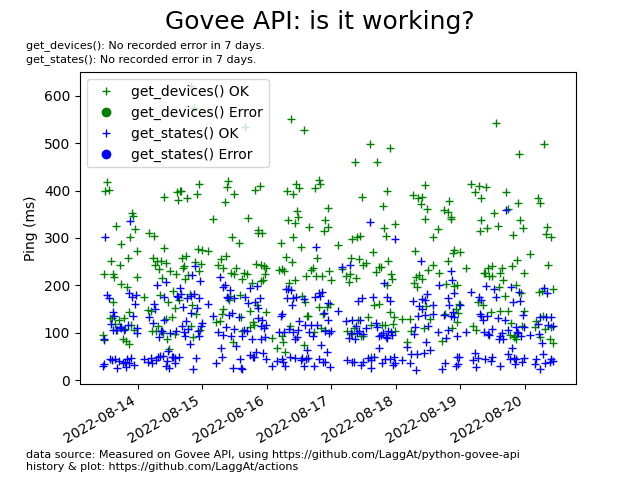 Govee API: is it working?
get_devices(): No recorded error in 7 days.
get_states(): No recorded error in 7 days.
get_devices() OK
get_devices() Error
get_states() OK
get_states() Error
Ping (ms)
600
500
400
300
200
100
0
2022-08-14
2022-08-15
2022-08-16
2022-08-17
2022-08-18
2022-08-19
2022-08-20
data source: Measured on Govee API, using https://github.com/LaggAt/python-govee-api
history & plot: https://github.com/LaggAt/actions